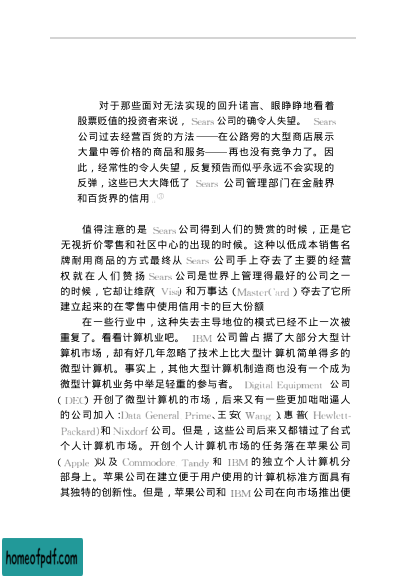 对于那些面对无法实现的回升诺言、眼睁睁地看着
股票贬值的投资者来说，Sears 公司的确令人失望。 Sears
公司过去经营百货的方法——在公路旁的大型商店展示
大量中等价格的商品和服务——再也没有竞争力了。因
此，经常性的令人失望，反复预告而似乎永远不会实现的
反弹，这些已大大降低了 Sears 公司管理部门在金融界
和百货界的信用。②
值得注意的是 Sears 公司得到人们的赞赏的时候，正是它
无视折价零售和社区中心的出现的时候。这种以低成本销售名
牌耐用商品的方式最终从 Sears 公司手上夺去了主要的经营
权就在人们赞扬 Sears 公司是世界上管理得最好的公司之一
的时候，它却让维萨( Visa) 和万事达 (MasterCard ) 夺去了它所
建立起来的在零售中使用信用卡的巨大份额
在一些行业中，这种失去主导地位的模式已经不止一次被
重复了。看看计算机业吧。 IBM 公司曾占据了大部分大型计
算机市场，却有好几年忽略了技术上比大型计算机简单得多的
微型计算机。事实上，其他大型计算机制造商也没有一个成为
微型计算机业务中举足轻重的参与者。 Digital Equipment 公司
( DEC) 开创了微型计算机的市场，后来又有一些更加咄咄逼人
的公司加入：Data General Prime、王安( Wang )、惠普( Hewlett-
Packard) 和 Nixdorf 公司。但是，这些公司后来又都错过了台式
个人计算机市场。开创个人计算机市场的任务落在苹果公司
( Apple )以及 Commodore Tandy 和 IBM 的独立个人计算机分
部身上。苹果公司在建立便于用户使用的计算机标准方面具有
其独特的创新性。但是，苹果公司和 IBM 公司在向市场推出便
homeofpdf.com